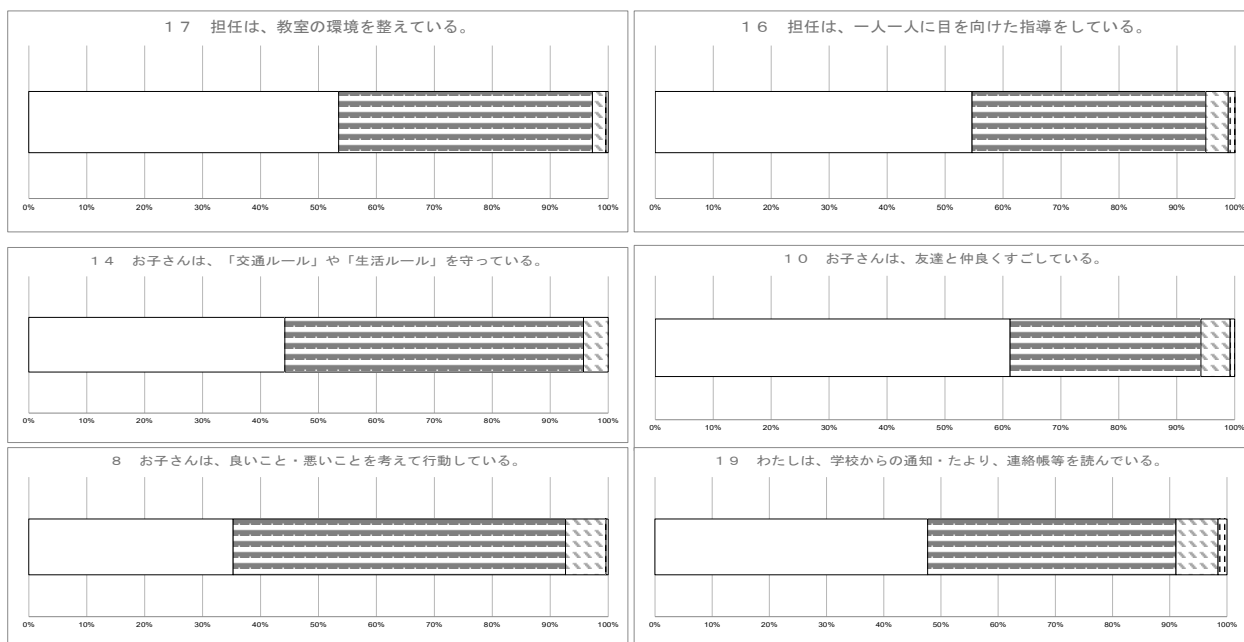 １７　担任は、教室の環境を整えている。
0% 10% 20% 30% 40% 50% 60% 70% 80% 90% 100%
１６　担任は、一人一人に目を向けた指導をしている。
0% 10% 20% 30% 40% 50% 60% 70% 80% 90% 100%
１４　お子さんは、「交通ルール」や「生活ルール」を守っている。
0% 10% 20% 30% 40% 50% 60% 70% 80% 90% 100%
１０　お子さんは、友達と仲良くすごしている。
0% 10% 20% 30% 40% 50% 60% 70% 80% 90% 100%
８　お子さんは、良いこと・悪いことを考えて行動している。
0% 10% 20% 30% 40% 50% 60% 70% 80% 90% 100%
１９　わたしは、学校からの通知・たより、連絡帳等を読んでいる。
0% 10% 20% 30% 40% 50% 60% 70% 80% 90% 100%